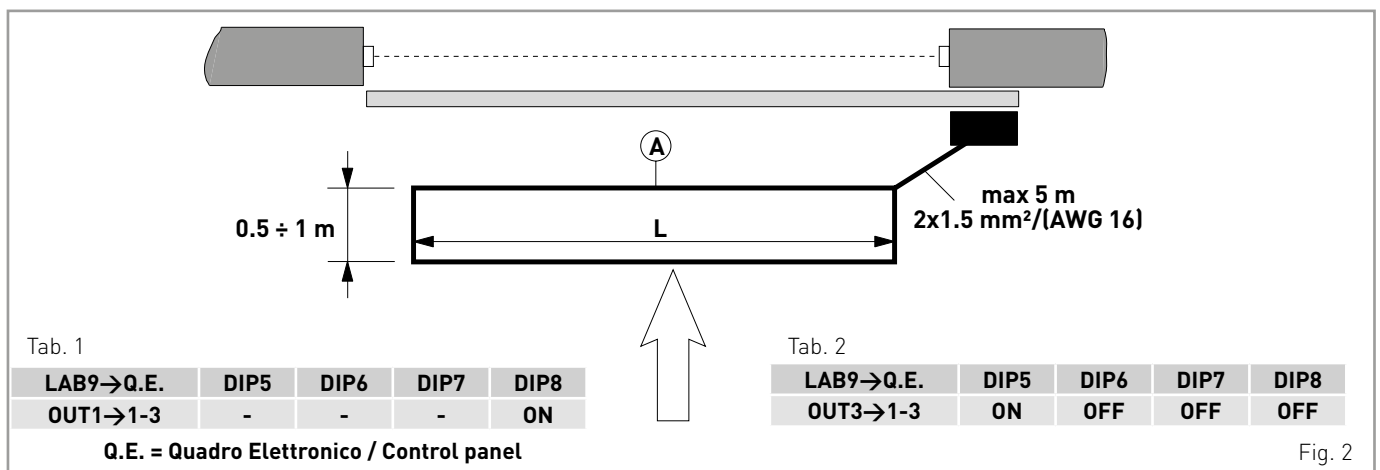 A
0.5 ÷ 1 m
L
max 5 m
2x1.5 mm²/(AWG 16)
Tab. 1
LAB9→Q.E. DIP5 DIP6 DIP7 DIP8
OUT1→1-3 - - - ON
Q.E. = Quadro Elettronico / Control panel
Tab. 2
LAB9→Q.E. DIP5 DIP6 DIP7 DIP8
OUT3→1-3 ON OFF OFF OFF
Fig. 2